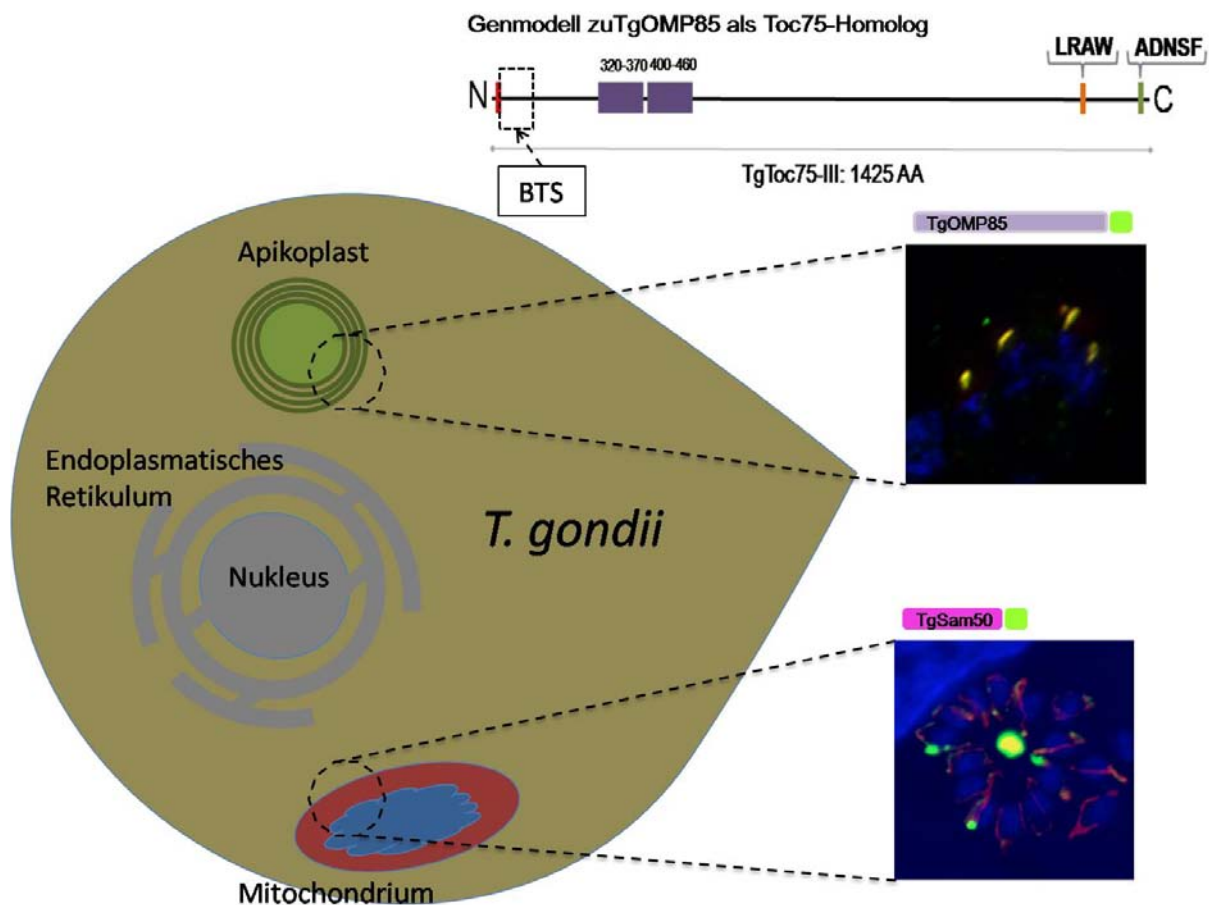 Genmodell zuTgOMP85 als Toc75-Homolog
LRAW
ADNSF
320-370
400-460
N
C
TgToc75-III: 1425 AA
BTS
TgOMP85
Apikoplast
Endoplasmatisches
Retikulum
T. gondii
Nukleus
TgSam50
Mitochondrium